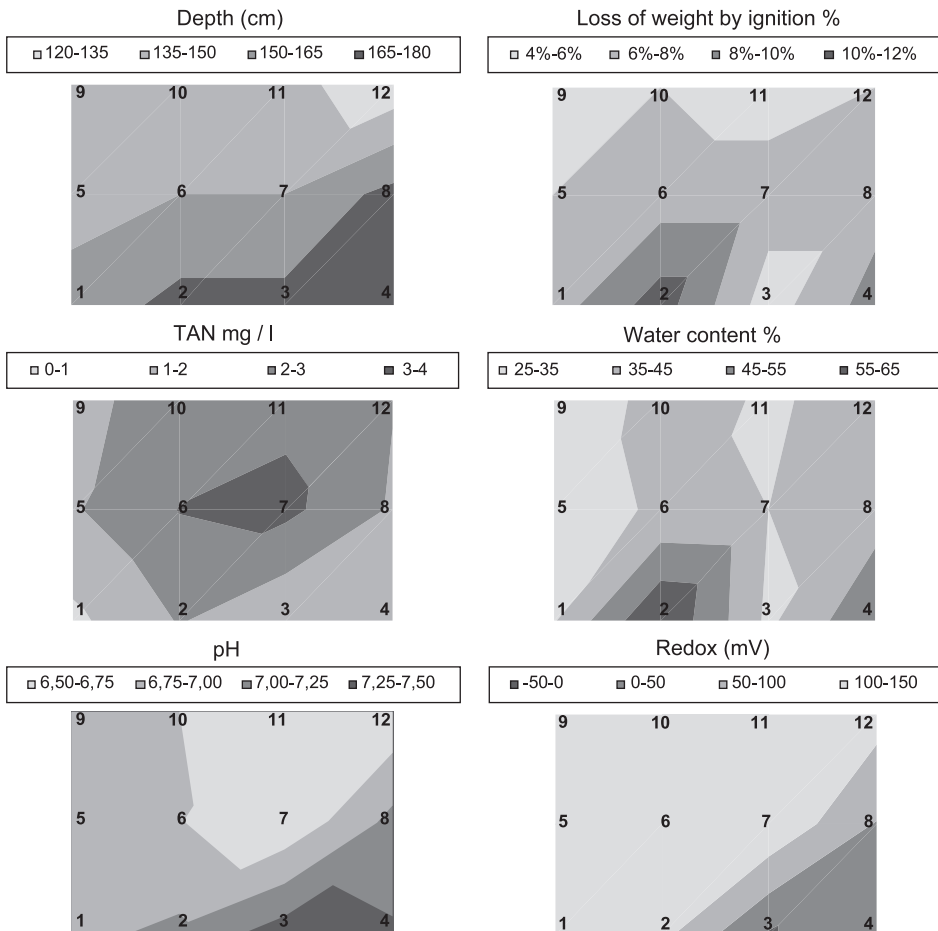 Depth (cm)
120-135 135-150 150-165 165-180
9 10 11 12
5 6 7 8
1 2 3 4
Loss of weight by ignition %
4%-6% 6%-8% 8%-10% 10%-12%
9 10 11 12
5 6 7 8
1 2 3 4
TAN mg / l
0-1 1-2 2-3 3-4
9 10 11 12
5 6 7 8
1 2 3 4
Water content %
25-35 35-45 45-55 55-65
9 10 11 12
5 6 7 8
1 2 3 4
pH
6,50-6,75 6,75-7,00 7,00-7,25 7,25-7,50
9 10 11 12
5 6 7 8
1 2 3 4
Redox (mV)
-50-0 0-50 50-100 100-150
9 10 11 12
5 6 7 8
1 2 3 4